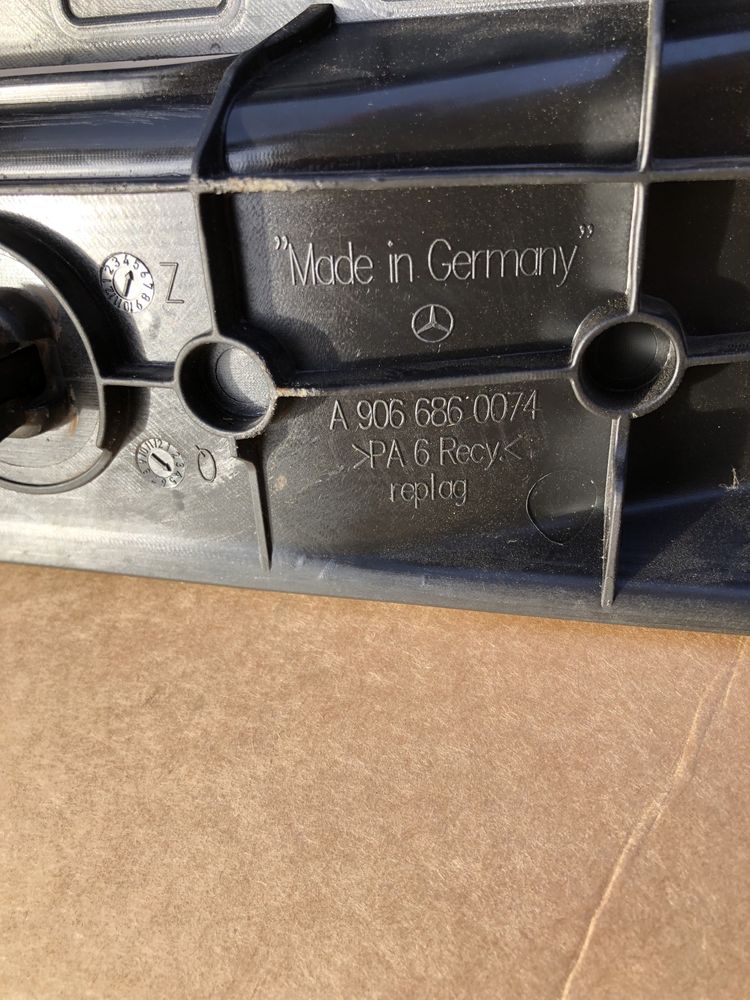 "Made in Germany"
Z
A 906 686 0074
>PA 6 Recy.<
replag